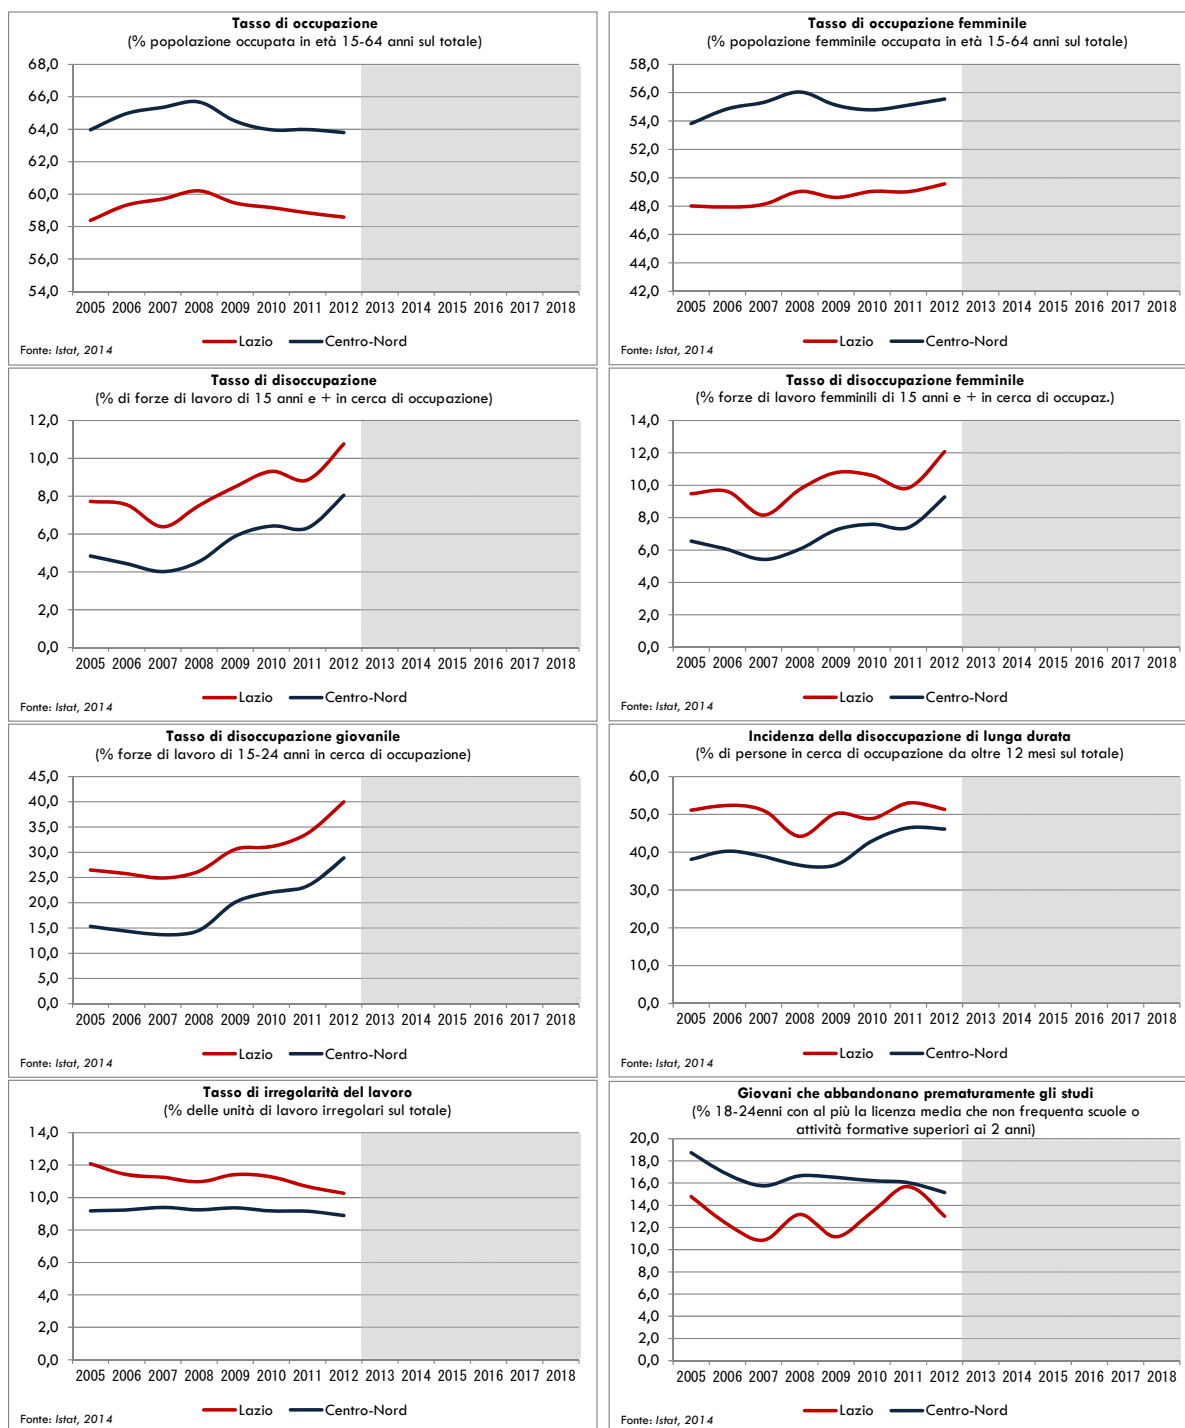 Tasso di occupazione
(% popolazione occupata in età 15-64 anni sul totale)
68,0
66,0
64,0
62,0
60,0
58,0
56,0
54,0
2005 2006 2007 2008 2009 2010 2011 2012 2013 2014 2015 2016 2017 2018
Lazio Centro-Nord
Fonte: Istat, 2014
Tasso di occupazione femminile
(% popolazione femminile occupata in età 15-64 anni sul totale)
58,0
56,0
54,0
52,0
50,0
48,0
46,0
44,0
42,0
2005 2006 2007 2008 2009 2010 2011 2012 2013 2014 2015 2016 2017 2018
Lazio Centro-Nord
Fonte: Istat, 2014
Tasso di disoccupazione
(% di forze di lavoro di 15 anni e + in cerca di occupazione)
12,0
10,0
8,0
6,0
4,0
2,0
0,0
2005 2006 2007 2008 2009 2010 2011 2012 2013 2014 2015 2016 2017 2018
Lazio Centro-Nord
Fonte: Istat, 2014
Tasso di disoccupazione femminile
(% forze di lavoro femminili di 15 anni e + in cerca di occupaz.)
14,0
12,0
10,0
8,0
6,0
4,0
2,0
0,0
2005 2006 2007 2008 2009 2010 2011 2012 2013 2014 2015 2016 2017 2018
Lazio Centro-Nord
Fonte: Istat, 2014
Tasso di disoccupazione giovanile
(% forze di lavoro di 15-24 anni in cerca di occupazione)
45,0
40,0
35,0
30,0
25,0
20,0
15,0
10,0
5,0
0,0
2005 2006 2007 2008 2009 2010 2011 2012 2013 2014 2015 2016 2017 2018
Lazio Centro-Nord
Fonte: Istat, 2014
Incidenza della disoccupazione di lunga durata
(% di persone in cerca di occupazione da oltre 12 mesi sul totale)
60,0
50,0
40,0
30,0
20,0
10,0
0,0
2005 2006 2007 2008 2009 2010 2011 2012 2013 2014 2015 2016 2017 2018
Lazio Centro-Nord
Fonte: Istat, 2014
Tasso di irregolarità del lavoro
(% delle unità di lavoro irregolari sul totale)
14,0
12,0
10,0
8,0
6,0
4,0
2,0
0,0
2005 2006 2007 2008 2009 2010 2011 2012 2013 2014 2015 2016 2017 2018
Lazio Centro-Nord
Fonte: Istat, 2014
Giovani che abbandonano prematuramente gli studi
(% 18-24enni con al più la licenza media che non frequenta scuole o
attività formative superiori ai 2 anni)
20,0
18,0
16,0
14,0
12,0
10,0
8,0
6,0
4,0
2,0
0,0
2005 2006 2007 2008 2009 2010 2011 2012 2013 2014 2015 2016 2017 2018
Lazio Centro-Nord
Fonte: Istat, 2014